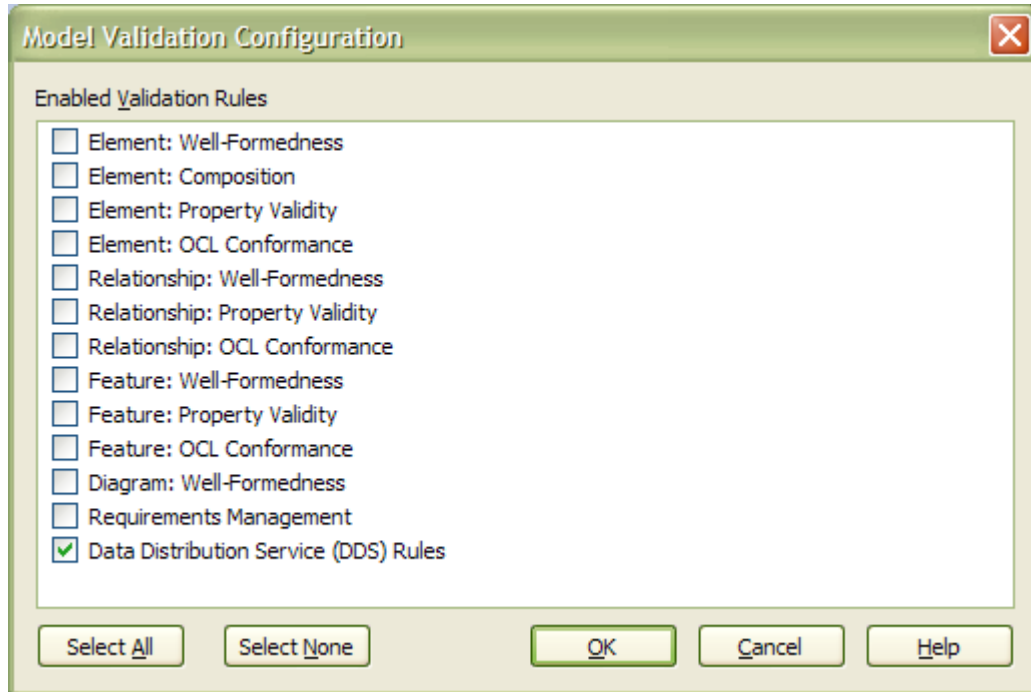 Model Validation Configuration
Enabled Validation Rules
Element: Well-Formedness
Element: Composition
Element: Property Validity
Element: OCL Conformance
Relationship: Well-Formedness
Relationship: Property Validity
Relationship: OCL Conformance
Feature: Well-Formedness
Feature: Property Validity
Feature: OCL Conformance
Diagram: Well-Formedness
Requirements Management
Data Distribution Service (DDS) Rules
Select All Select None OK Cancel Help